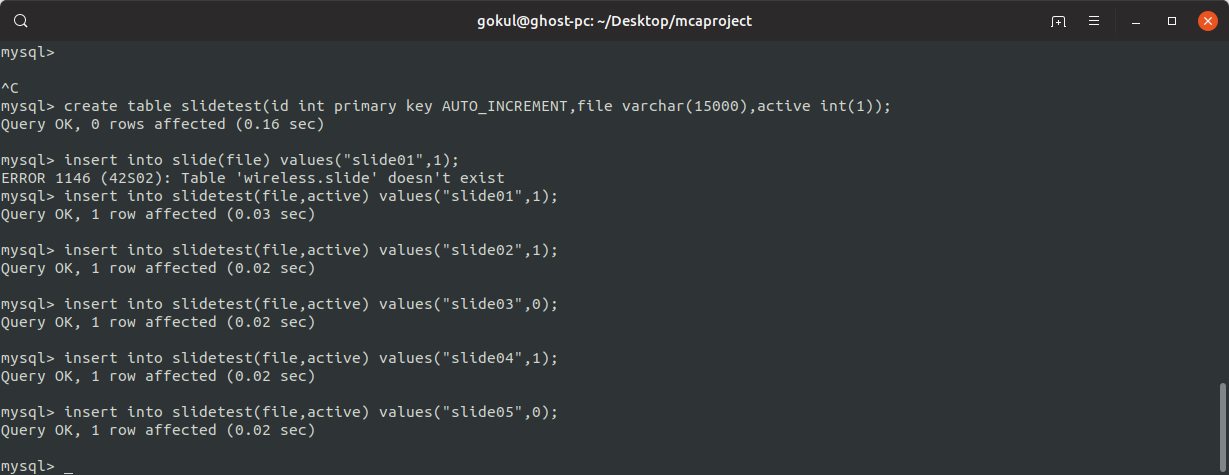 gokul@ghost-pc: ~/Desktop/mcaproject
mysql>
^C
mysql> create table slidetest(id int primary key AUTO_INCREMENT,file varchar(15000),active int(1));
Query OK, 0 rows affected (0.16 sec)
mysql> insert into slide(file) values("slide01",1);
ERROR 1146 (42S02): Table 'wireless.slide' doesn't exist
mysql> insert into slidetest(file,active) values("slide01",1);
Query OK, 1 row affected (0.03 sec)
mysql> insert into slidetest(file,active) values("slide02",1);
Query OK, 1 row affected (0.02 sec)
mysql> insert into slidetest(file,active) values("slide03",0);
Query OK, 1 row affected (0.02 sec)
mysql> insert into slidetest(file,active) values("slide04",1);
Query OK, 1 row affected (0.02 sec)
mysql> insert into slidetest(file,active) values("slide05",0);
Query OK, 1 row affected (0.02 sec)
mysql> _